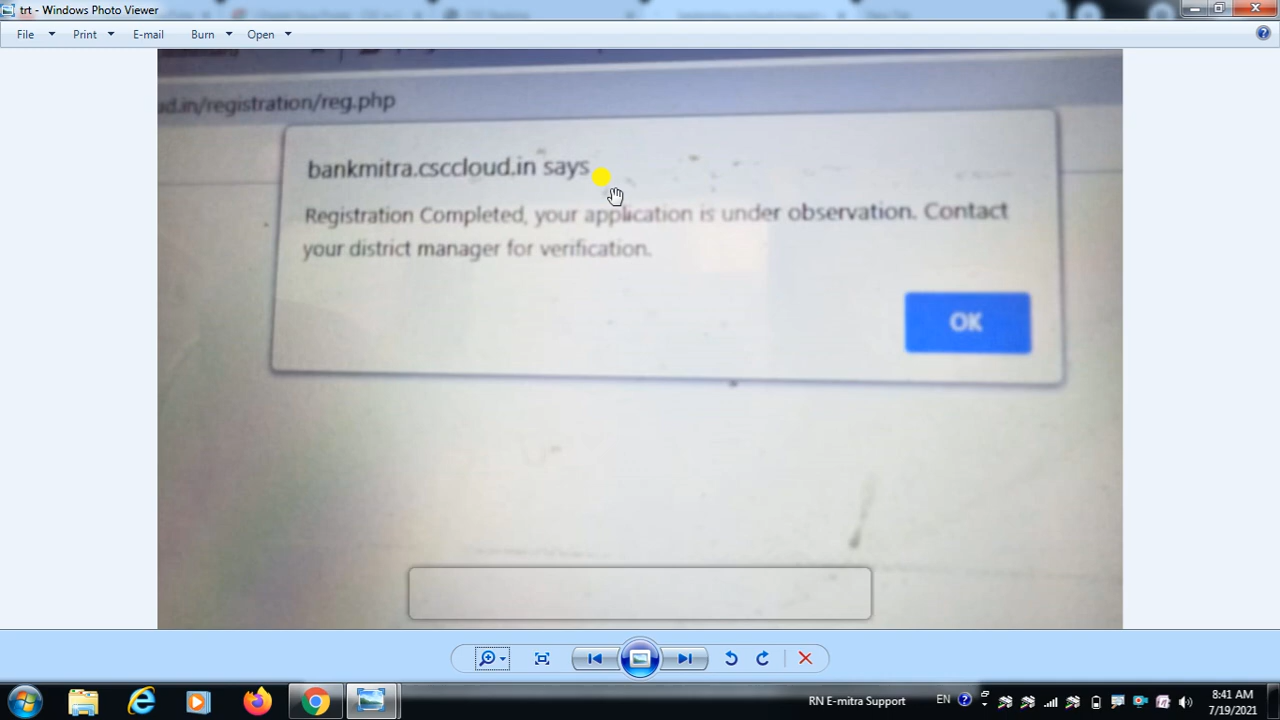 trt - Windows Photo Viewer
File Print E-mail Burn Open
ud.in/registration/reg.php
bankmitra.csccloud.in says
Registration Completed, your application is under observation. Contact
your district manager for verification.
OK
RN E-mitra Support EN 8:41 AM
7/19/2021